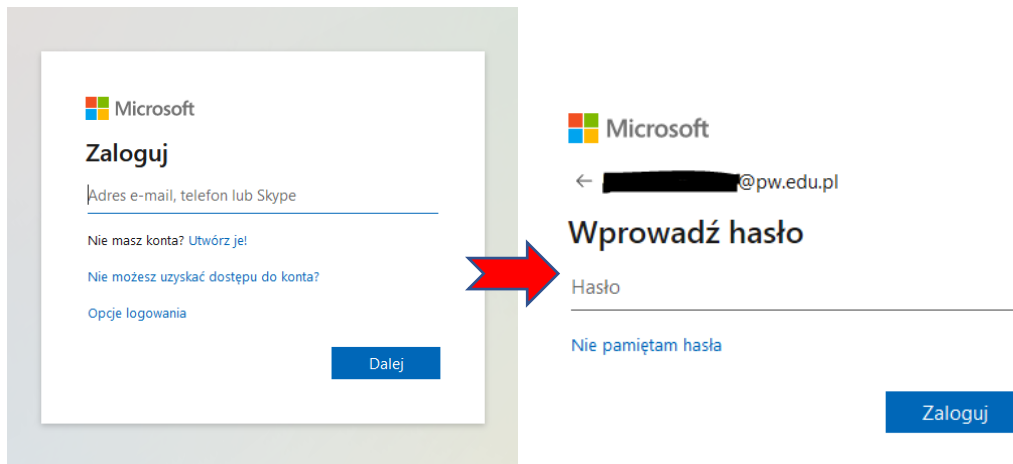 Microsoft
Zaloguj
Adres e-mail, telefon lub Skype
Nie masz konta? Utwórz je!
Nie możesz uzyskać dostępu do konta?
Opcje logowania
Dalej
Microsoft
← @pw.edu.pl
Wprowadź hasło
Hasło
Nie pamiętam hasła
Zaloguj